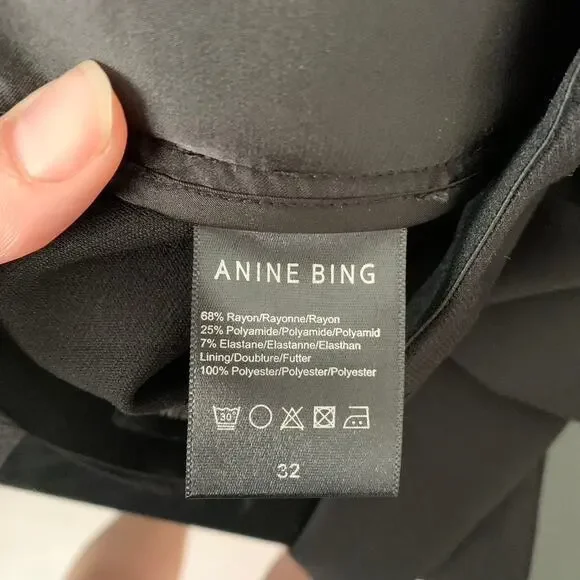 ANINE BING
68% Rayon/Rayonne/Rayon
25% Polyamide/Polyamide/Polyamid
7% Elastane/Elastanne/Elasthan
Lining/Doublure/Futter
100% Polyester/Polyester/Polyester
30°
32